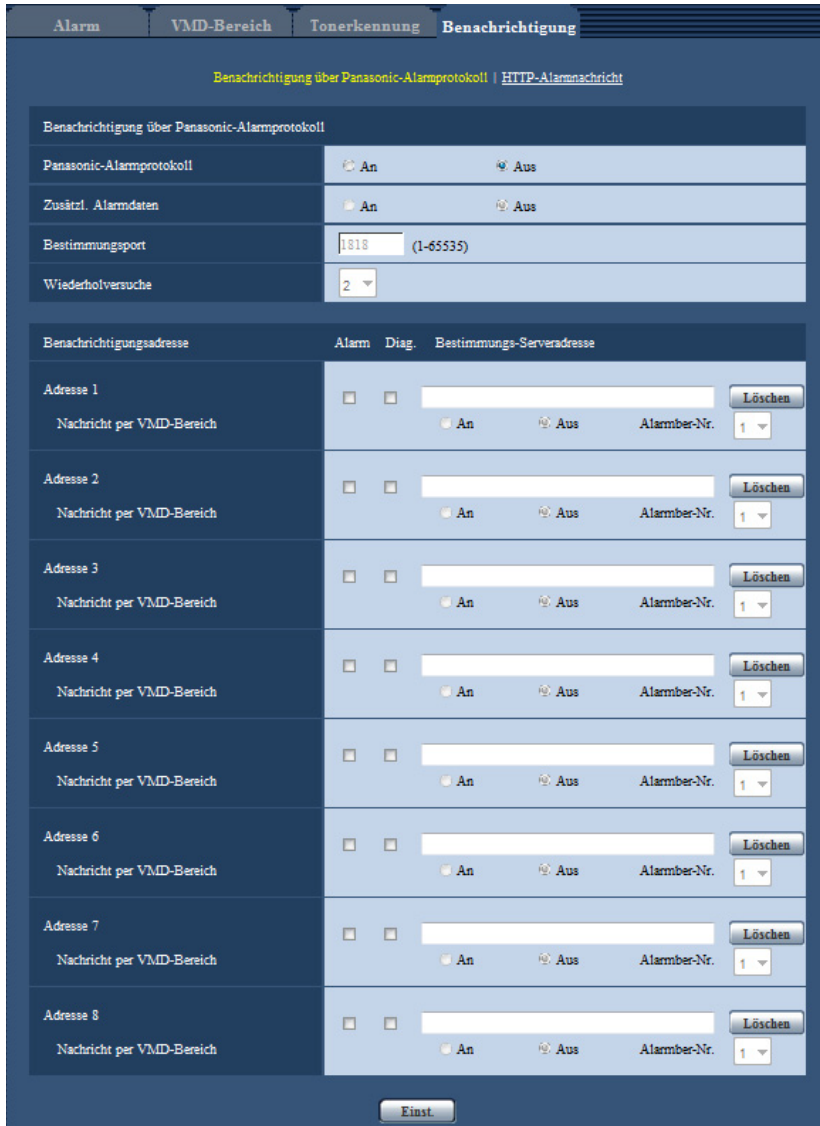 Alarm VMD-Bereich Tonerkennung Benachrichtigung
Benachrichtigung über Panasonic-Alarmprotokoll | HTTP-Alarmnachricht
Benachrichtigung über Panasonic-Alarmprotokoll
Panasonic-Alarmprotokoll An Aus
Zusätzl. Alarmdaten An Aus
Bestimmungsport 1818 (1-65535)
Wiederholversuche 2
Benachrichtigungsadresse Alarm Diag. Bestimmungs-Serveradresse
Adresse 1 Löschen
Nachricht per VMD-Bereich An Aus Alarmber-Nr. 1
Adresse 2 Löschen
Nachricht per VMD-Bereich An Aus Alarmber-Nr. 1
Adresse 3 Löschen
Nachricht per VMD-Bereich An Aus Alarmber-Nr. 1
Adresse 4 Löschen
Nachricht per VMD-Bereich An Aus Alarmber-Nr. 1
Adresse 5 Löschen
Nachricht per VMD-Bereich An Aus Alarmber-Nr. 1
Adresse 6 Löschen
Nachricht per VMD-Bereich An Aus Alarmber-Nr. 1
Adresse 7 Löschen
Nachricht per VMD-Bereich An Aus Alarmber-Nr. 1
Adresse 8 Löschen
Nachricht per VMD-Bereich An Aus Alarmber-Nr. 1
Einst.